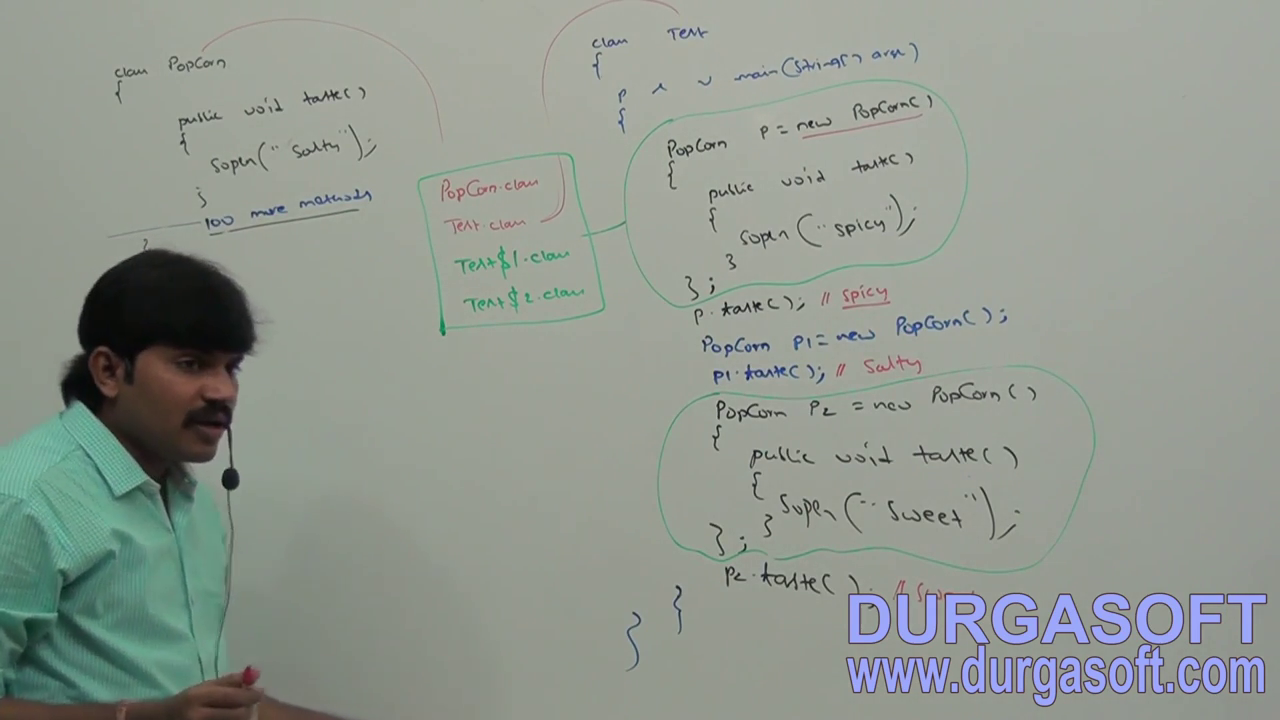 class PopCorn
{
public void taste()
{
sopln("Salty");
}
100 more methods
}
PopCorn.class
Test.class
Test$1.class
Test$2.class
class Test
{
p s v main(String[] args)
{
PopCorn p = new PopCorn()
{
public void taste()
{
sopln("spicy");
}
};
p.taste(); // spicy
PopCorn p1 = new PopCorn();
p1.taste(); // Salty
PopCorn p2 = new PopCorn()
{
public void taste()
{
sopln("sweet");
}
};
p2.taste(); //
}
}
DURGASOFT
www.durgasoft.com